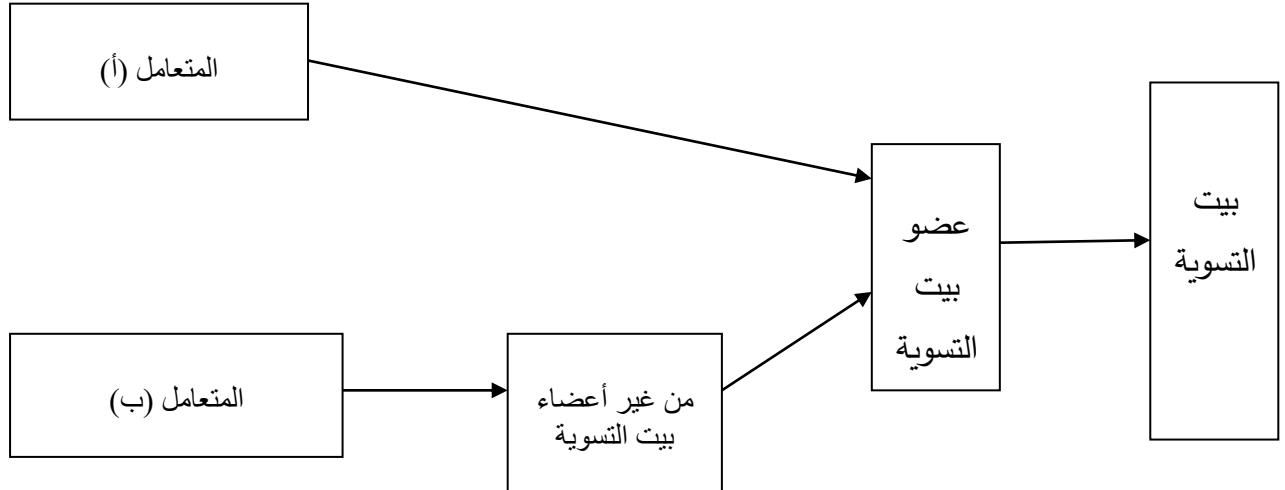 المتعامل (أ)
بيت
التسوية
عضو
بيت
التسوية
المتعامل (ب)
من غير أعضاء
بيت التسوية